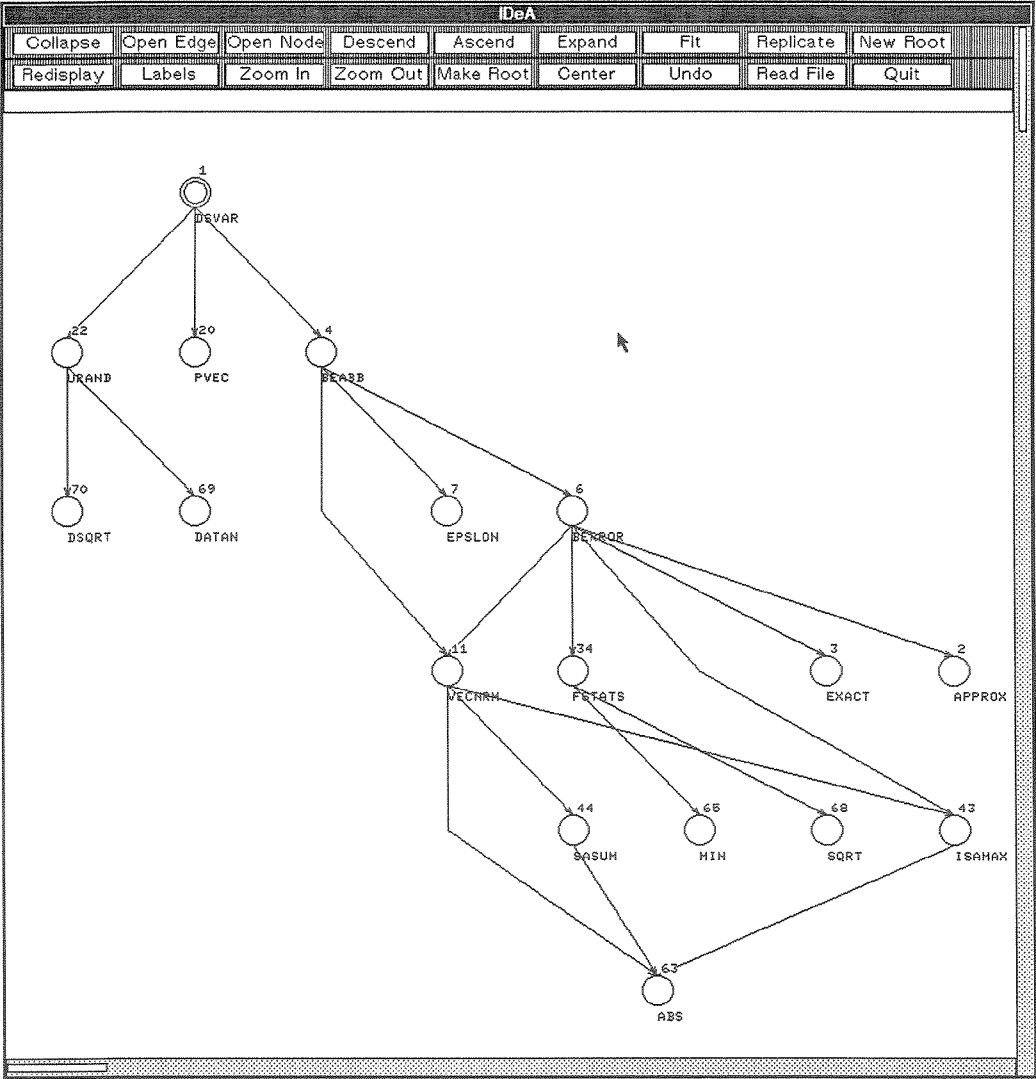 IDeA
Collapse Open Edge Open Node Descend Ascend Expand Fit Replicate New Root
Redisplay Labels Zoom In Zoom Out Make Root Center Undo Read File Quit
1
DSVAR
22 20 4
URAND PVEC BEABB
70 69 7 6
DSQRT DATAN EPSLON BERROR
11 34 3 2
VECNRM FSTATS EXACT APPROX
44 65 68 43
SASUM MIN SQRT ISAMAX
63
ABS